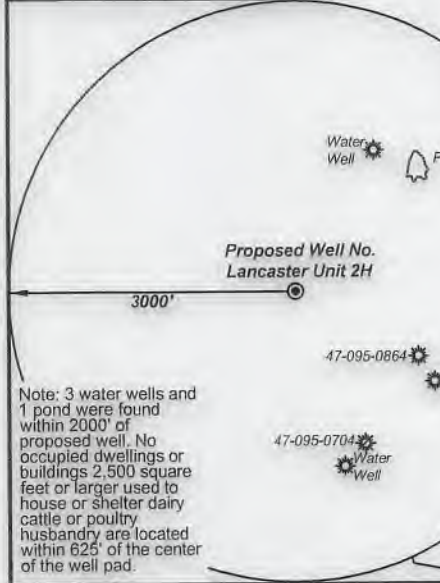 Water
Well
P
Proposed Well No.
Lancaster Unit 2H
3000'
47-095-0864
Note: 3 water wells and
1 pond were found
within 2000' of
proposed well. No
occupied dwellings or
buildings 2,500 square
feet or larger used to
house or shelter dairy
cattle or poultry
husbandry are located
within 625' of the center
of the well pad.
47-095-0704
Water
Well